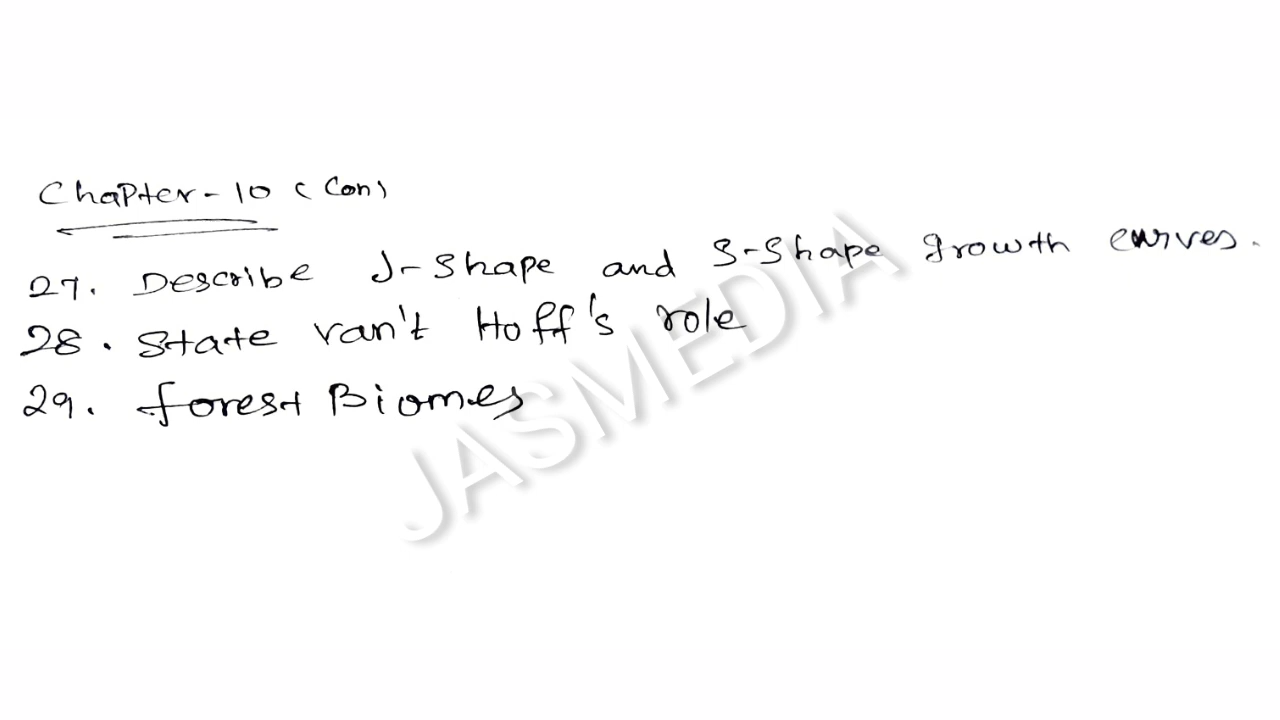 Chapter-10 (Con)
27. Describe J-Shape and S-Shape growth curves.
28. State van't Hoff's role
29. forest Biomes
JASMEDIA